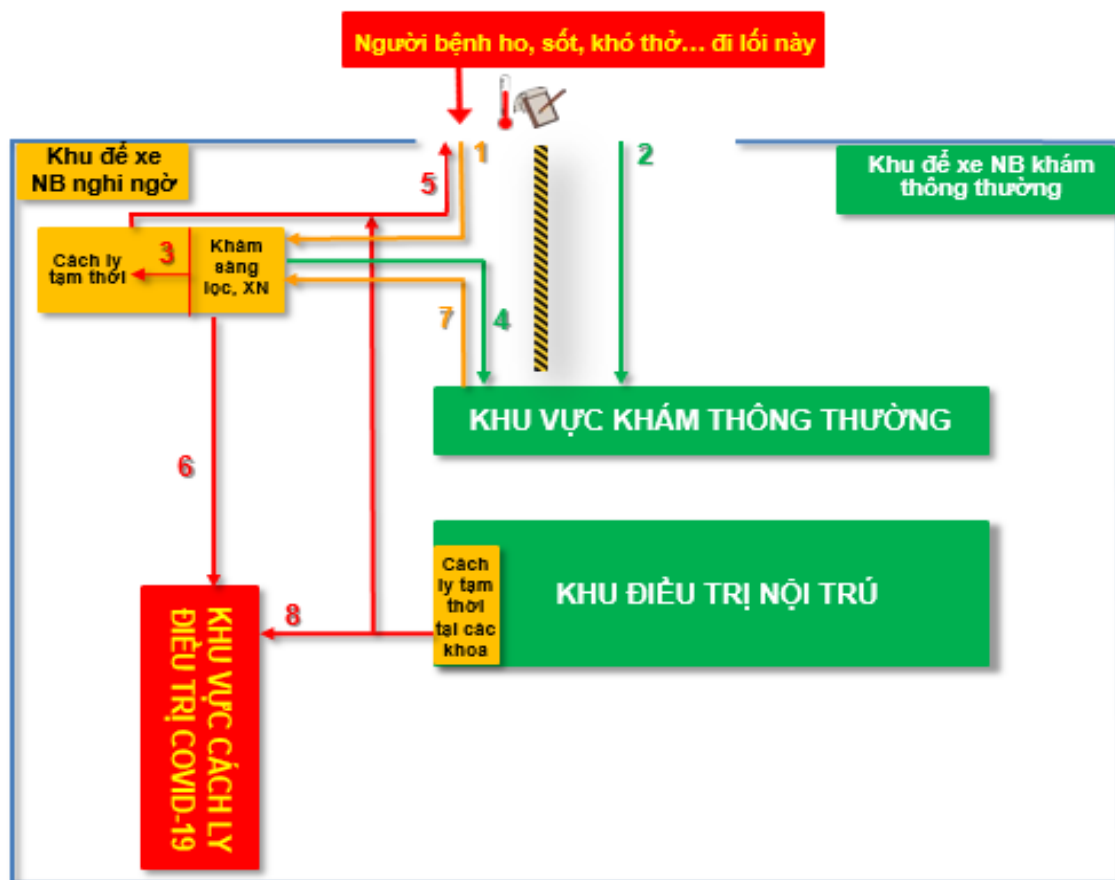 Người bệnh ho, sốt, khó thở... đi lối này
Khu để xe
NB nghi ngờ
1
2
5
Khu để xe NB khám
thông thường
Cách ly
tạm thời
3
Khám
sàng
lọc, XN
7
4
KHU VỰC KHÁM THÔNG THƯỜNG
6
Cách
ly tạm
thời
tại các
khoa
KHU ĐIỀU TRỊ NỘI TRÚ
8
KHU VỰC CÁCH LY
ĐIỀU TRỊ COVID-19